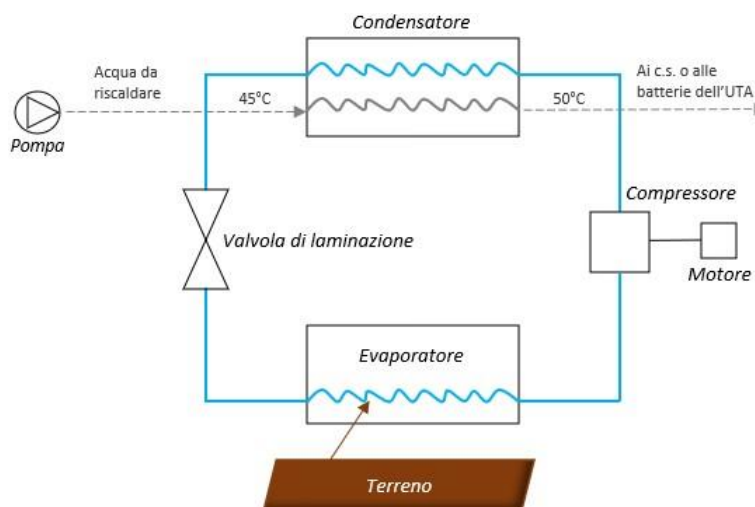 Condensatore
Acqua da
riscaldare
45°C
50°C
Ai c.s. o alle
batterie dell'UTA
Pompa
Compressore
Valvola di laminazione
Motore
Evaporatore
Terreno